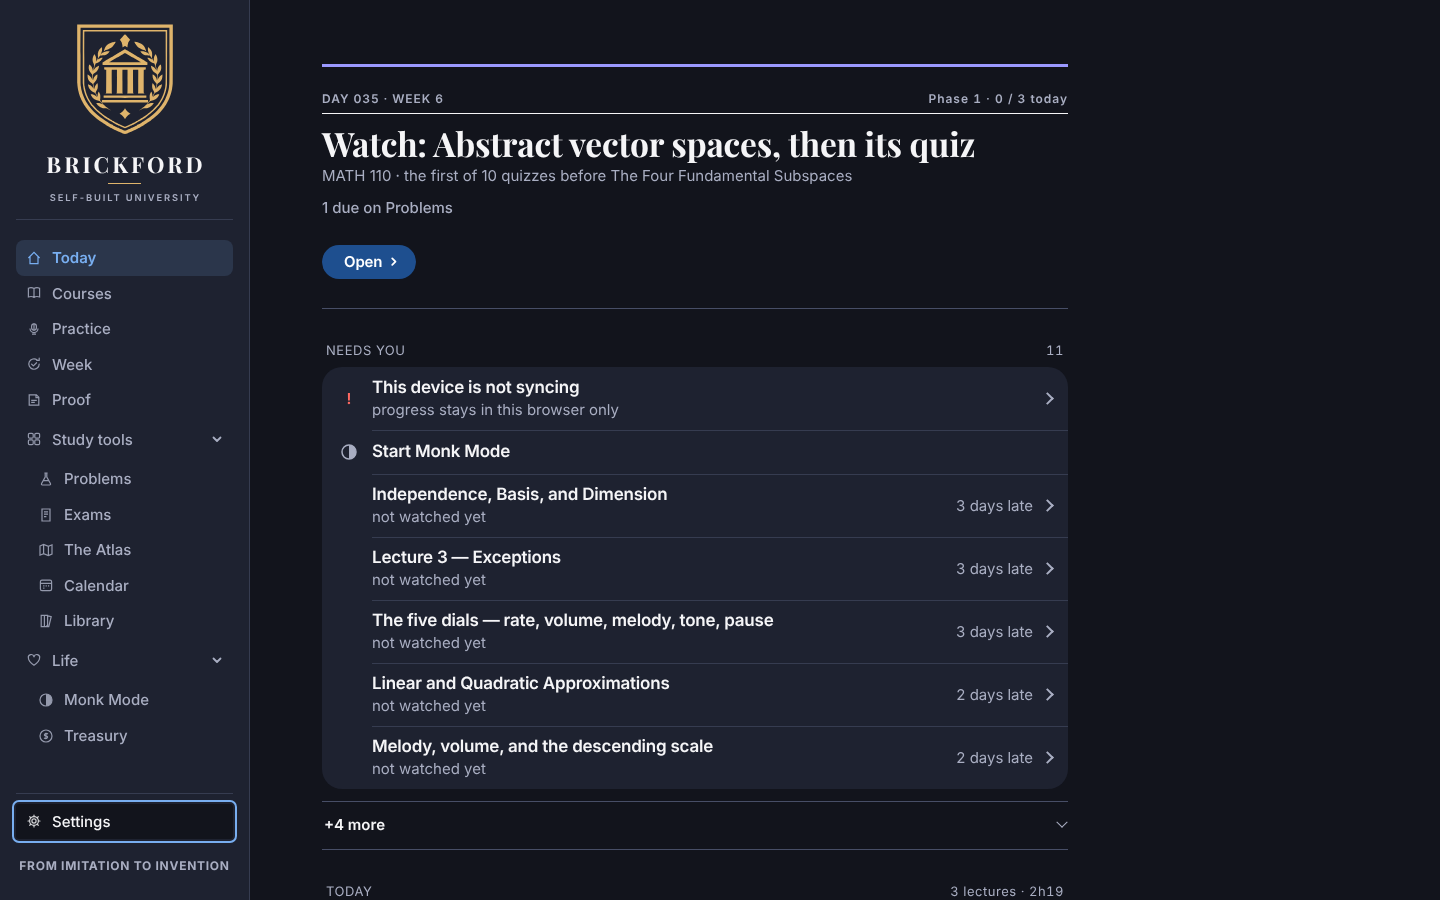 BRICKFORD
SELF-BUILT UNIVERSITY
Today
Courses
Practice
Week
Proof
Study tools
Problems
Exams
The Atlas
Calendar
Library
Life
Monk Mode
Treasury
Settings
FROM IMITATION TO INVENTION
DAY 035 · WEEK 6
Phase 1 · 0 / 3 today
Watch: Abstract vector spaces, then its quiz
MATH 110 · the first of 10 quizzes before The Four Fundamental Subspaces
1 due on Problems
Open
NEEDS YOU
11
! This device is not syncing
progress stays in this browser only
Start Monk Mode
Independence, Basis, and Dimension
not watched yet
3 days late
Lecture 3 — Exceptions
not watched yet
3 days late
The five dials — rate, volume, melody, tone, pause
not watched yet
3 days late
Linear and Quadratic Approximations
not watched yet
2 days late
Melody, volume, and the descending scale
not watched yet
2 days late
+4 more
TODAY
3 lectures · 2h19